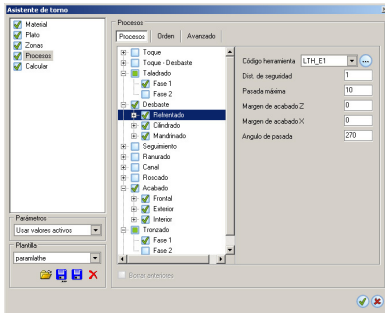 Asistente de torno
Material
Plato
Zonas
Procesos
Calcular
Parámetros
Usar valores activos
Plantilla
paramlathe
Procesos
Procesos Orden Avanzado
Toque
Toque - Desbaste
Taladrado
Fase 1
Fase 2
Desbaste
Refrentado
Cilindrado
Mandrinado
Seguimiento
Ranurado
Canal
Roscado
Acabado
Frontal
Exterior
Interior
Tronzado
Fase 1
Fase 2
Borrar anteriores
Código herramienta LTH_E1
Dist. de seguridad 1
Pasada máxima 10
Margen de acabado Z 0
Margen de acabado X 0
Angulo de pasada 270